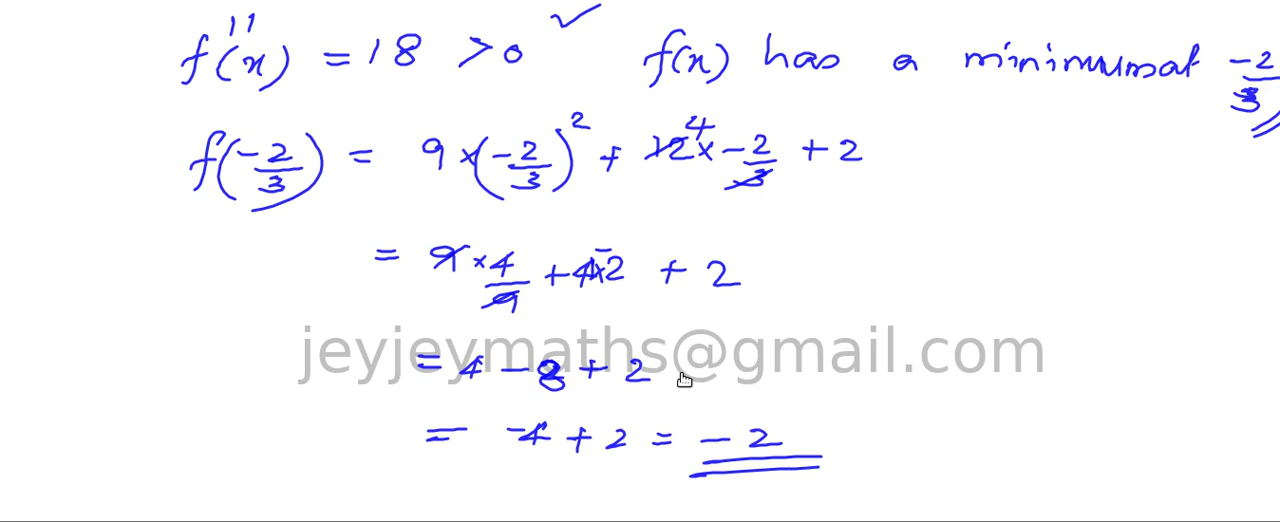 f''(x) = 18 > 0 ✓ f(x) has a minimum at -2/3
f(-2/3) = 9 × (-2/3)² + 12 4 × -2/3 + 2
= 9 × 4/9 + 4×-2 + 2
jeyjeymaths@gmail.com
= 4 - 8 + 2
= -4 + 2 = -2